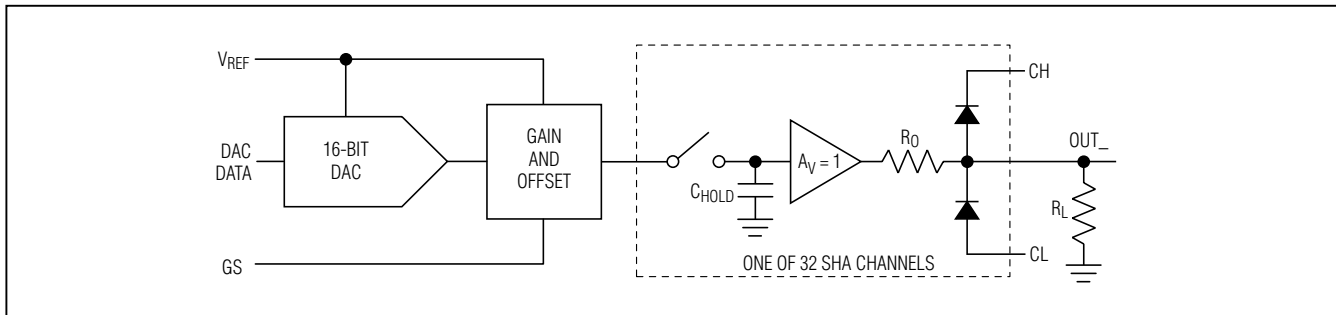 VREF
DAC
DATA
16-BIT
DAC
GAIN
AND
OFFSET
GS
CHOLD
AV = 1
RO
CH
CL
OUT_
RL
ONE OF 32 SHA CHANNELS